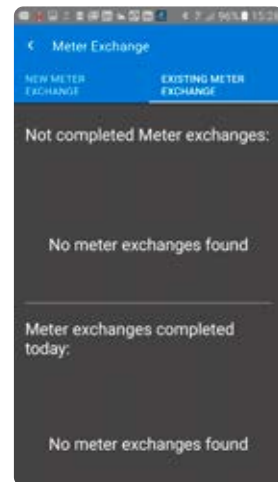 96%
Meter Exchange
NEW METER
EXCHANGE
EXISTING METER
EXCHANGE
Not completed Meter exchanges:
No meter exchanges found
Meter exchanges completed
today:
No meter exchanges found